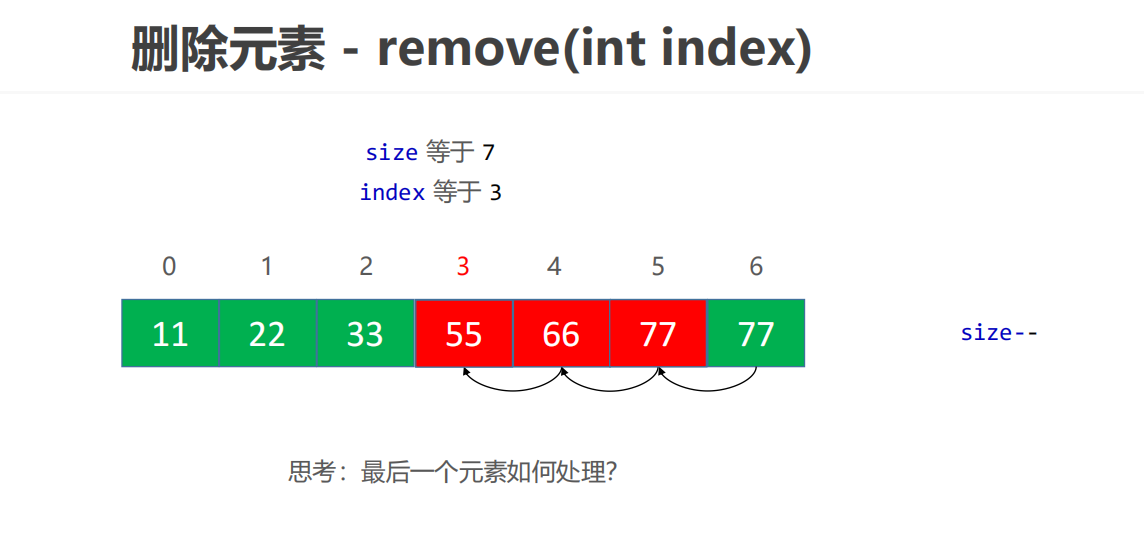 删除元素 - remove(int index)
size 等于 7
index 等于 3
0 1 2 3 4 5 6
11 22 33 55 66 77 77
size--
思考：最后一个元素如何处理？